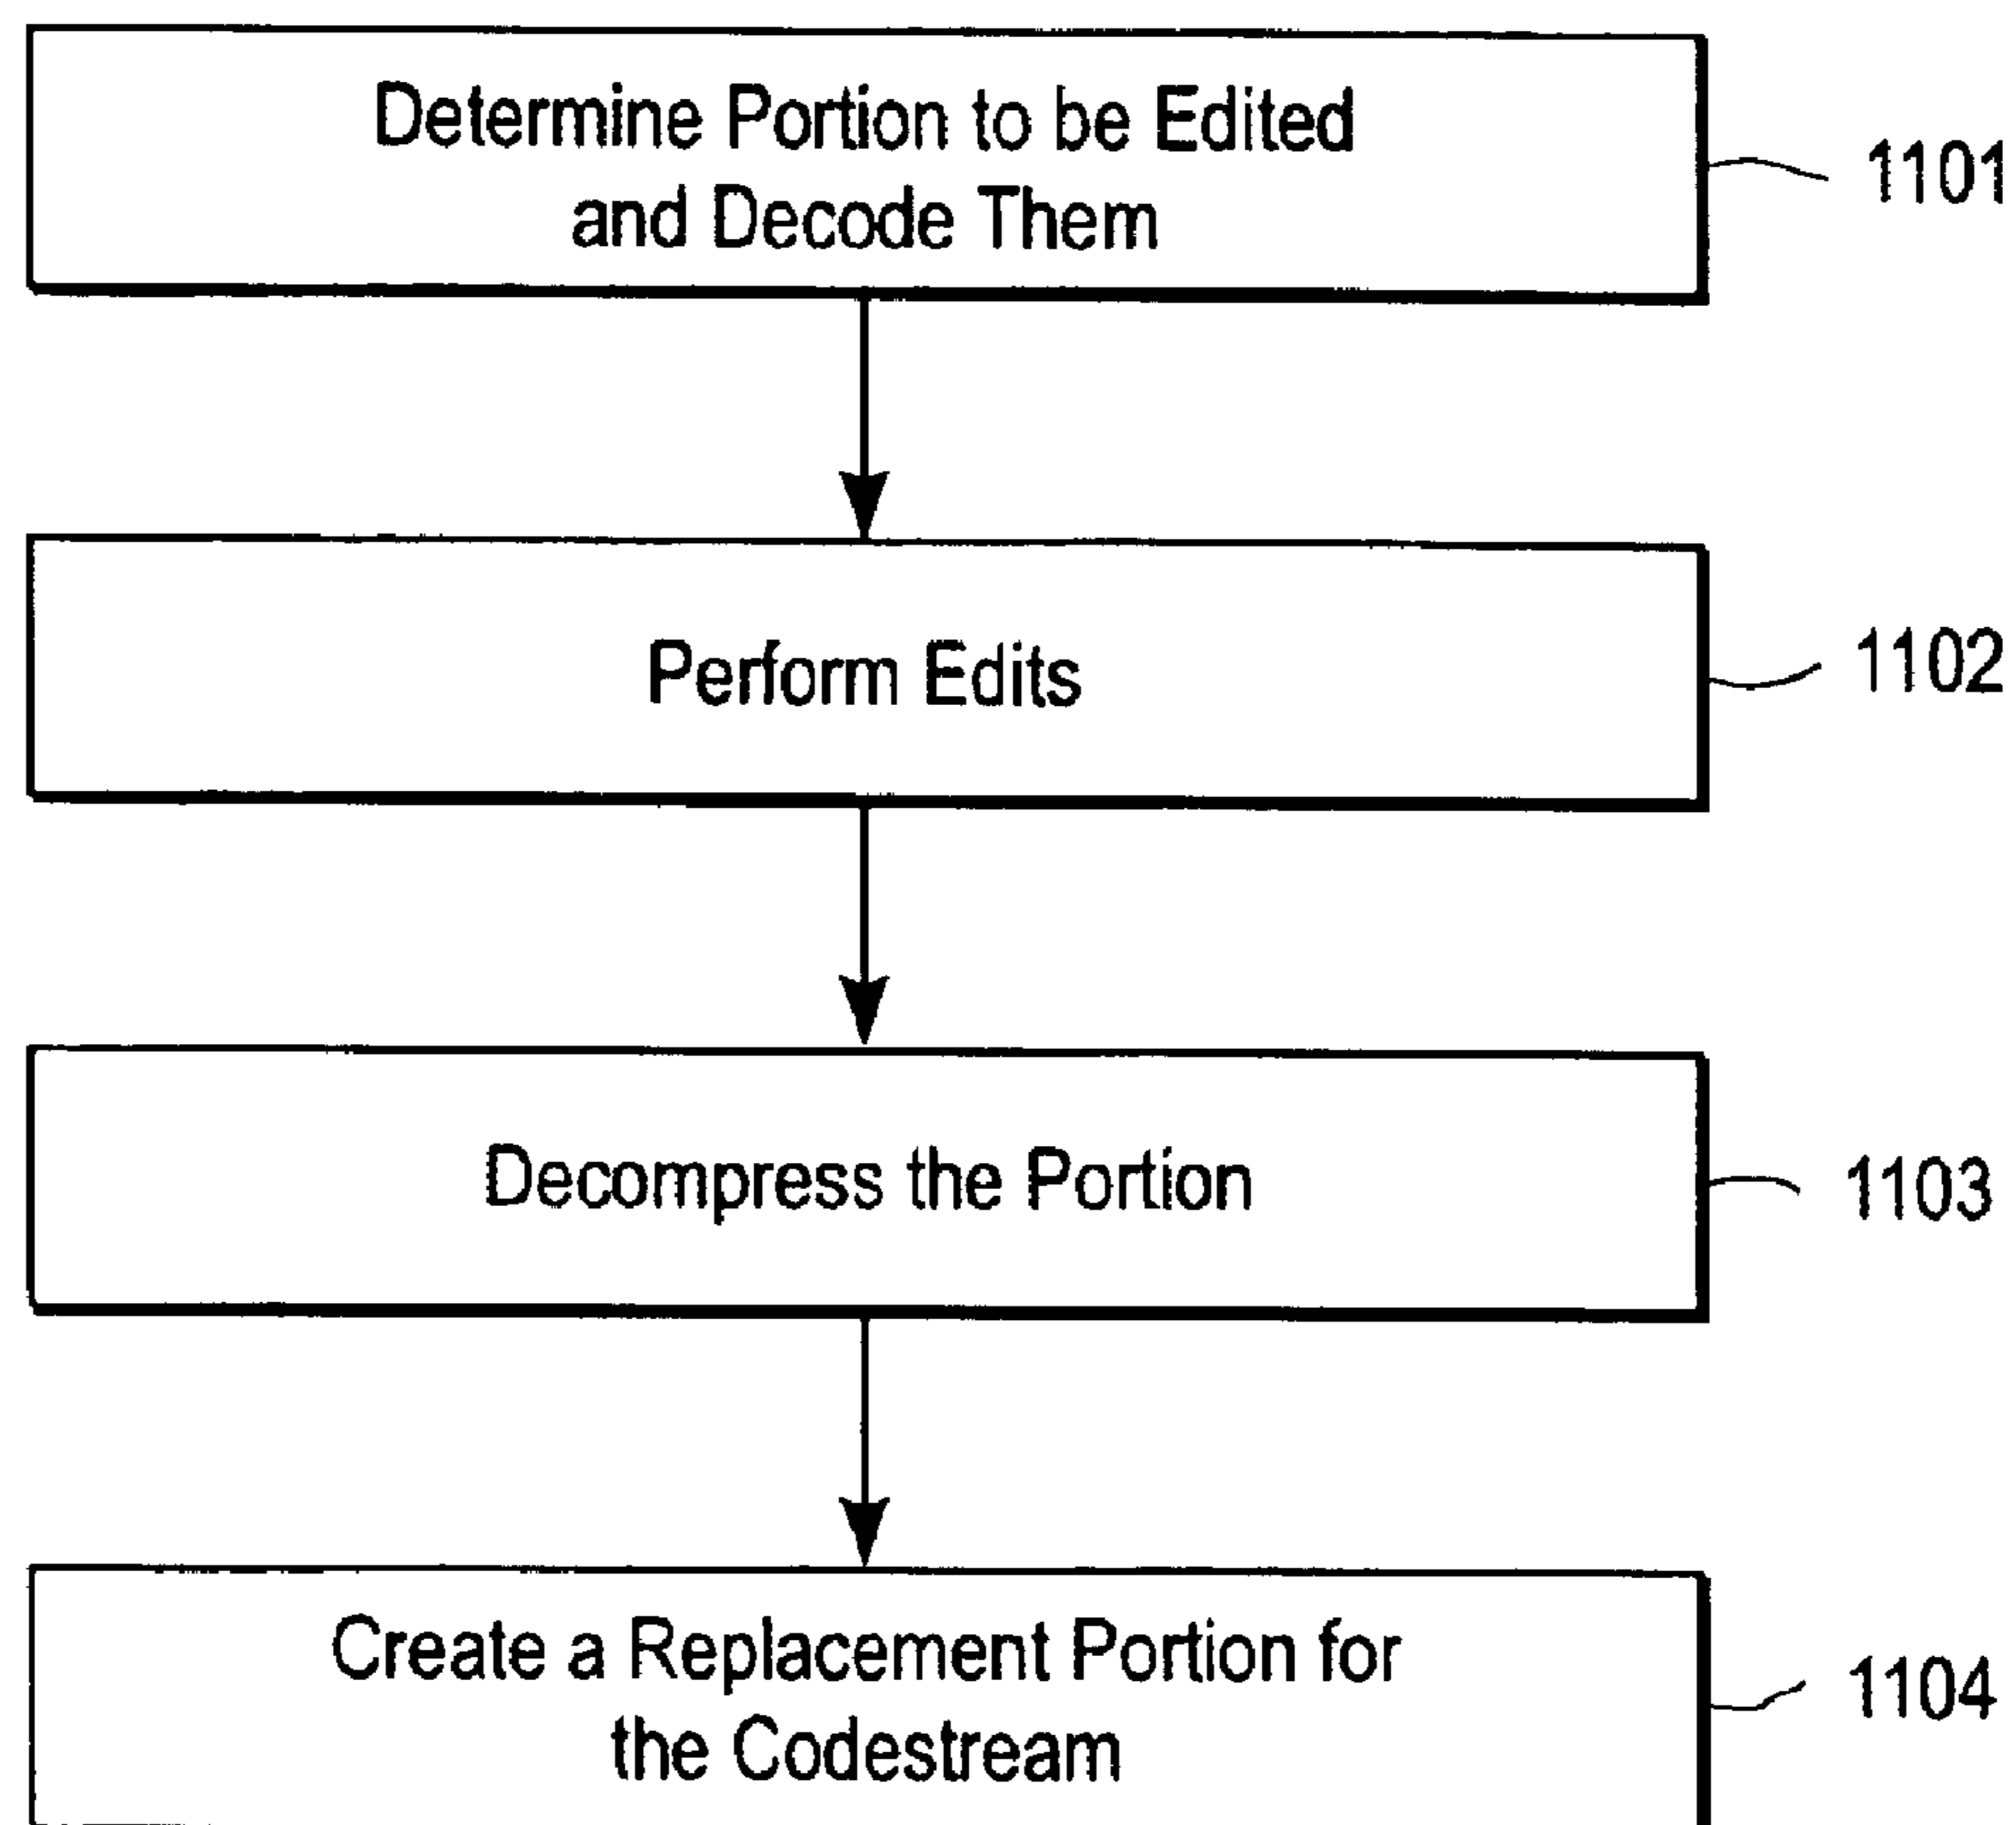 Determine Portion to be Edited
and Decode Them
1101
Perform Edits
1102
Decompress the Portion
1103
Create a Replacement Portion for
the Codestream
1104